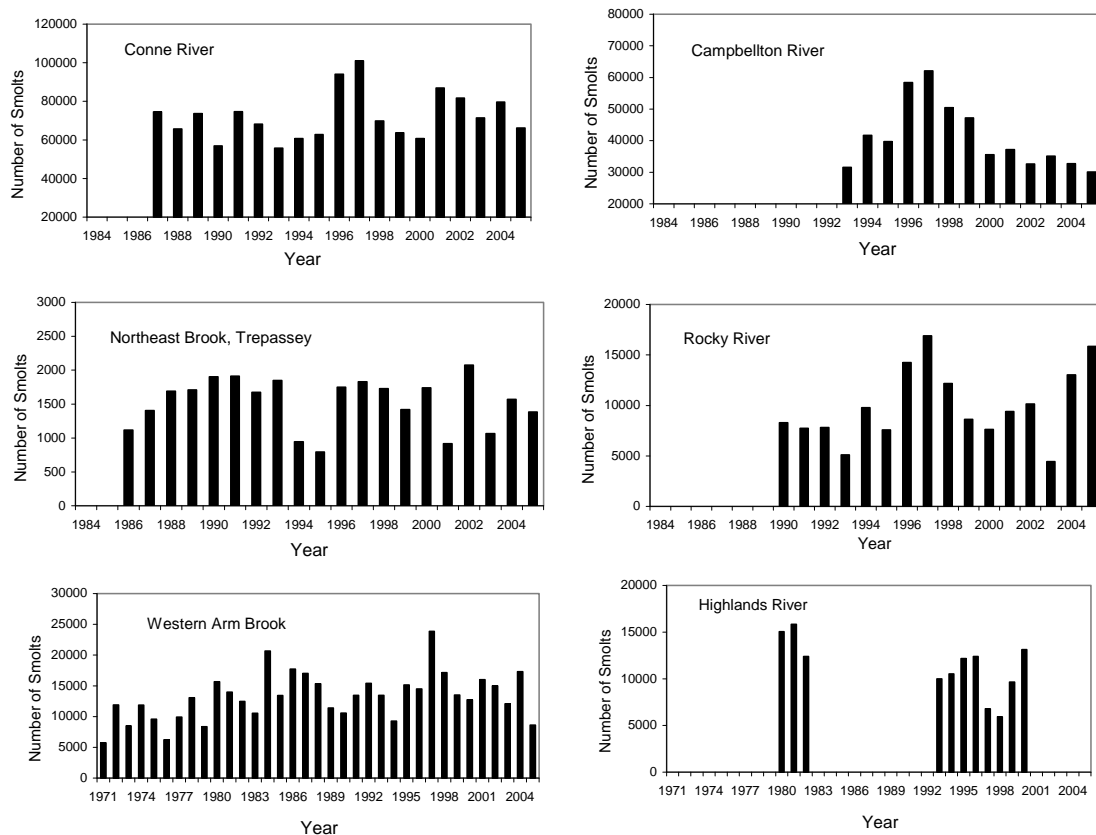 Conne River
Number of Smolts
120000
100000
80000
60000
40000
20000
1984 1986 1988 1990 1992 1994 1996 1998 2000 2002 2004
Year
Campbellton River
Number of Smolts
80000
70000
60000
50000
40000
30000
20000
1984 1986 1988 1990 1992 1994 1996 1998 2000 2002 2004
Year
Northeast Brook, Trepassey
Number of Smolts
3000
2500
2000
1500
1000
500
0
1984 1986 1988 1990 1992 1994 1996 1998 2000 2002 2004
Year
Rocky River
Number of Smolts
20000
15000
10000
5000
0
1984 1986 1988 1990 1992 1994 1996 1998 2000 2002 2004
Year
Western Arm Brook
Number of Smolts
30000
25000
20000
15000
10000
5000
0
1971 1974 1977 1980 1983 1986 1989 1992 1995 1998 2001 2004
Year
Highlands River
Number of Smolts
20000
15000
10000
5000
0
1971 1974 1977 1980 1983 1986 1989 1992 1995 1998 2001 2004
Year